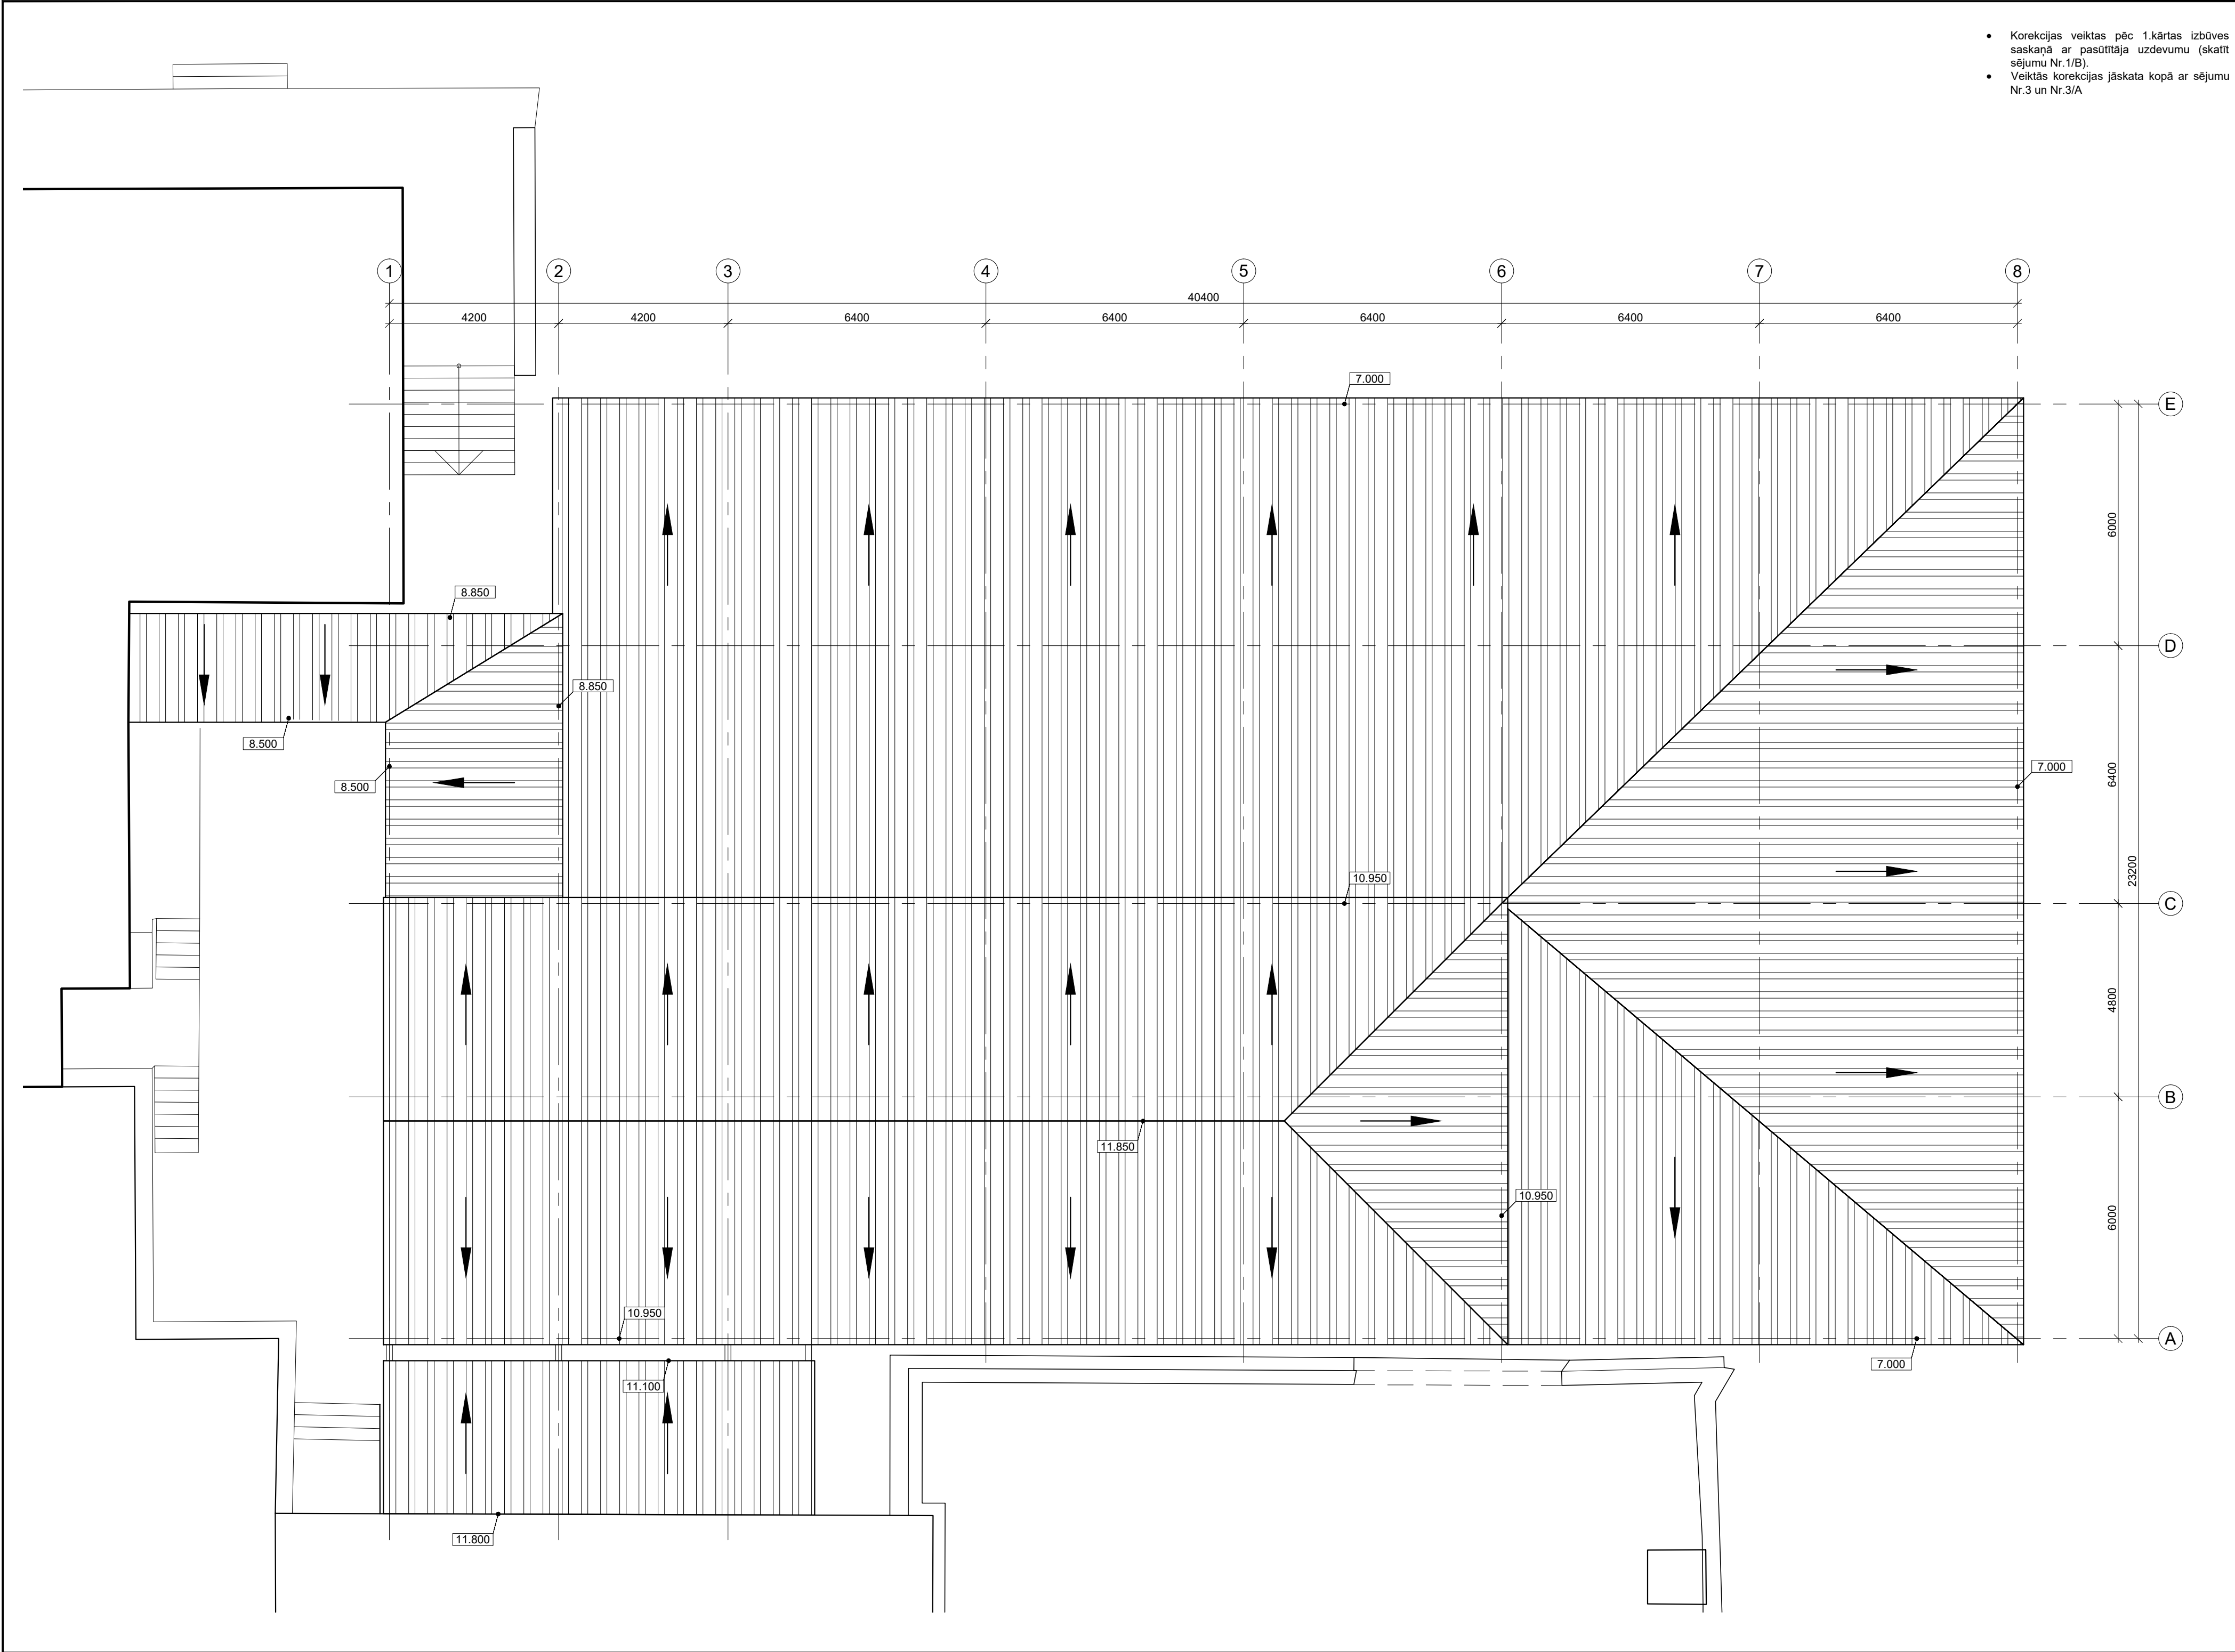 • Korekcijas veiktas pēc 1.kārtas izbūves
saskaņā ar pasūtītāja uzdevumu (skatīt
sējumu Nr.1/B).
• Veiktās korekcijas jāskata kopā ar sējumu
Nr.3 un Nr.3/A
1 2 3 4 5 6 7 8
40400
4200 4200 6400 6400 6400 6400 6400
7.000
E
6000
8.850
D
8.850
8.500
7.000
6400
8.500
23200
10.950
C
4800
B
11.850
10.950
6000
10.950
A
7.000
11.100
11.800